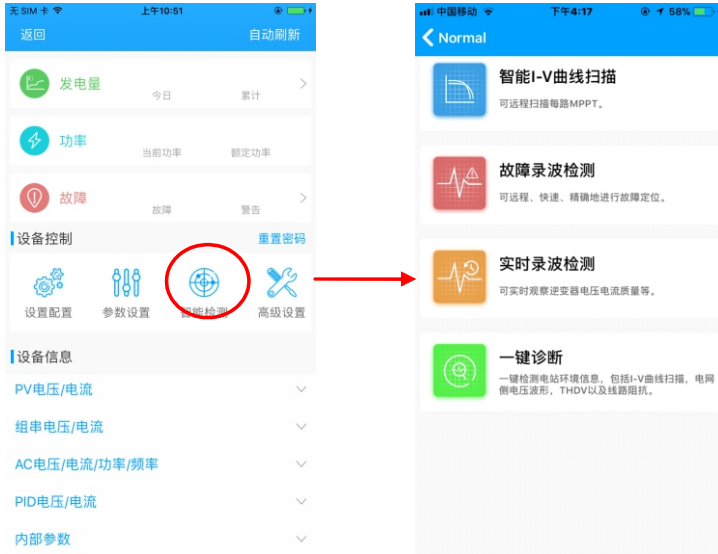 无 SIM 卡
上午10:51
返回
自动刷新
发电量
今日
累计
功率
当前功率
额定功率
故障
故障
警告
设备控制
重置密码
设置配置
参数设置
智能检测
高级设置
设备信息
PV电压/电流
组串电压/电流
AC电压/电流/功率/频率
PID电压/电流
内部参数
中国移动
下午4:17
58%
Normal
智能I-V曲线扫描
可远程扫描每路MPPT。
故障录波检测
可远程、快速、精确地进行故障定位。
实时录波检测
可实时观察逆变器电压电流质量等。
一键诊断
一键检测电站环境信息，包括I-V曲线扫描，电网
侧电压波形，THDV以及线路阻抗。